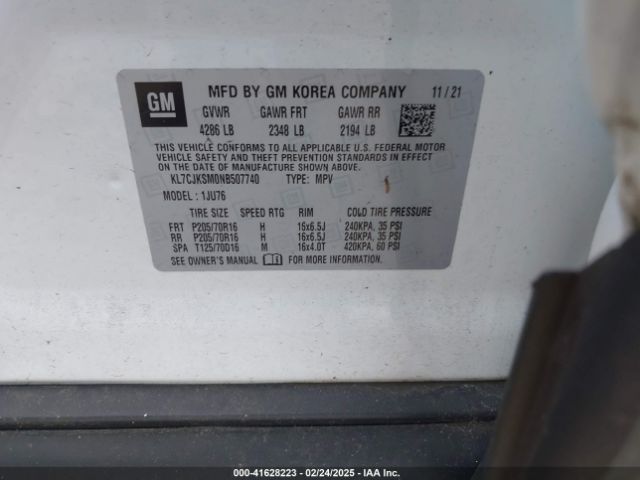 GM
MFD BY GM KOREA COMPANY 11/21
GVWR GAWR FRT GAWR RR
4286 LB 2348 LB 2194 LB
THIS VEHICLE CONFORMS TO ALL APPLICABLE U.S. FEDERAL MOTOR
VEHICLE SAFETY AND THEFT PREVENTION STANDARDS IN EFFECT ON
THE DATE OF MANUFACTURE SHOWN ABOVE.
KL7CJKSM0NB507740 TYPE: MPV
MODEL: 1JU76
TIRE SIZE SPEED RTG RIM COLD TIRE PRESSURE
FRT P205/70R16 H 16x6.5J 240KPA, 35 PSI
RR P205/70R16 H 16x6.5J 240KPA, 35 PSI
SPA T125/70D16 M 16x4.0T 420KPA, 60 PSI
SEE OWNER'S MANUAL FOR MORE INFORMATION.
000-41628223 - 02/24/2025 - IAA Inc.